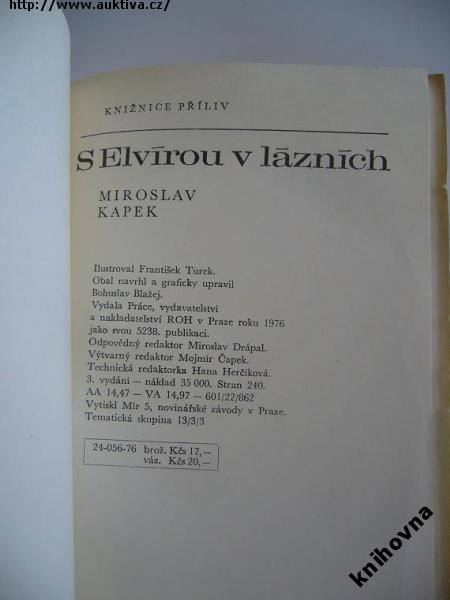 http://www.auktiva.cz/
KNIŽNICE PŘÍLIV
S Elvírou v lázních
MIROSLAV
KAPEK
Ilustroval František Turek.
Obal navrhl a graficky upravil
Bohuslav Blažej.
Vydala Práce, vydavatelství
a nakladatelství ROH v Praze roku 1976
jako svou 5238. publikaci.
Odpovědný redaktor Miroslav Drápal.
Výtvarný redaktor Mojmír Čapek.
Technická redaktorka Hana Herčíková.
3. vydání — náklad 35 000. Stran 240.
AA 14,47 — VA 14,97 — 601/22/862
Vytiskl Mír 5, novinářské závody v Praze.
Tematická skupina 13/3/3
24-056-76 brož. Kčs 17,—
váz. Kčs 20,—
knihovna